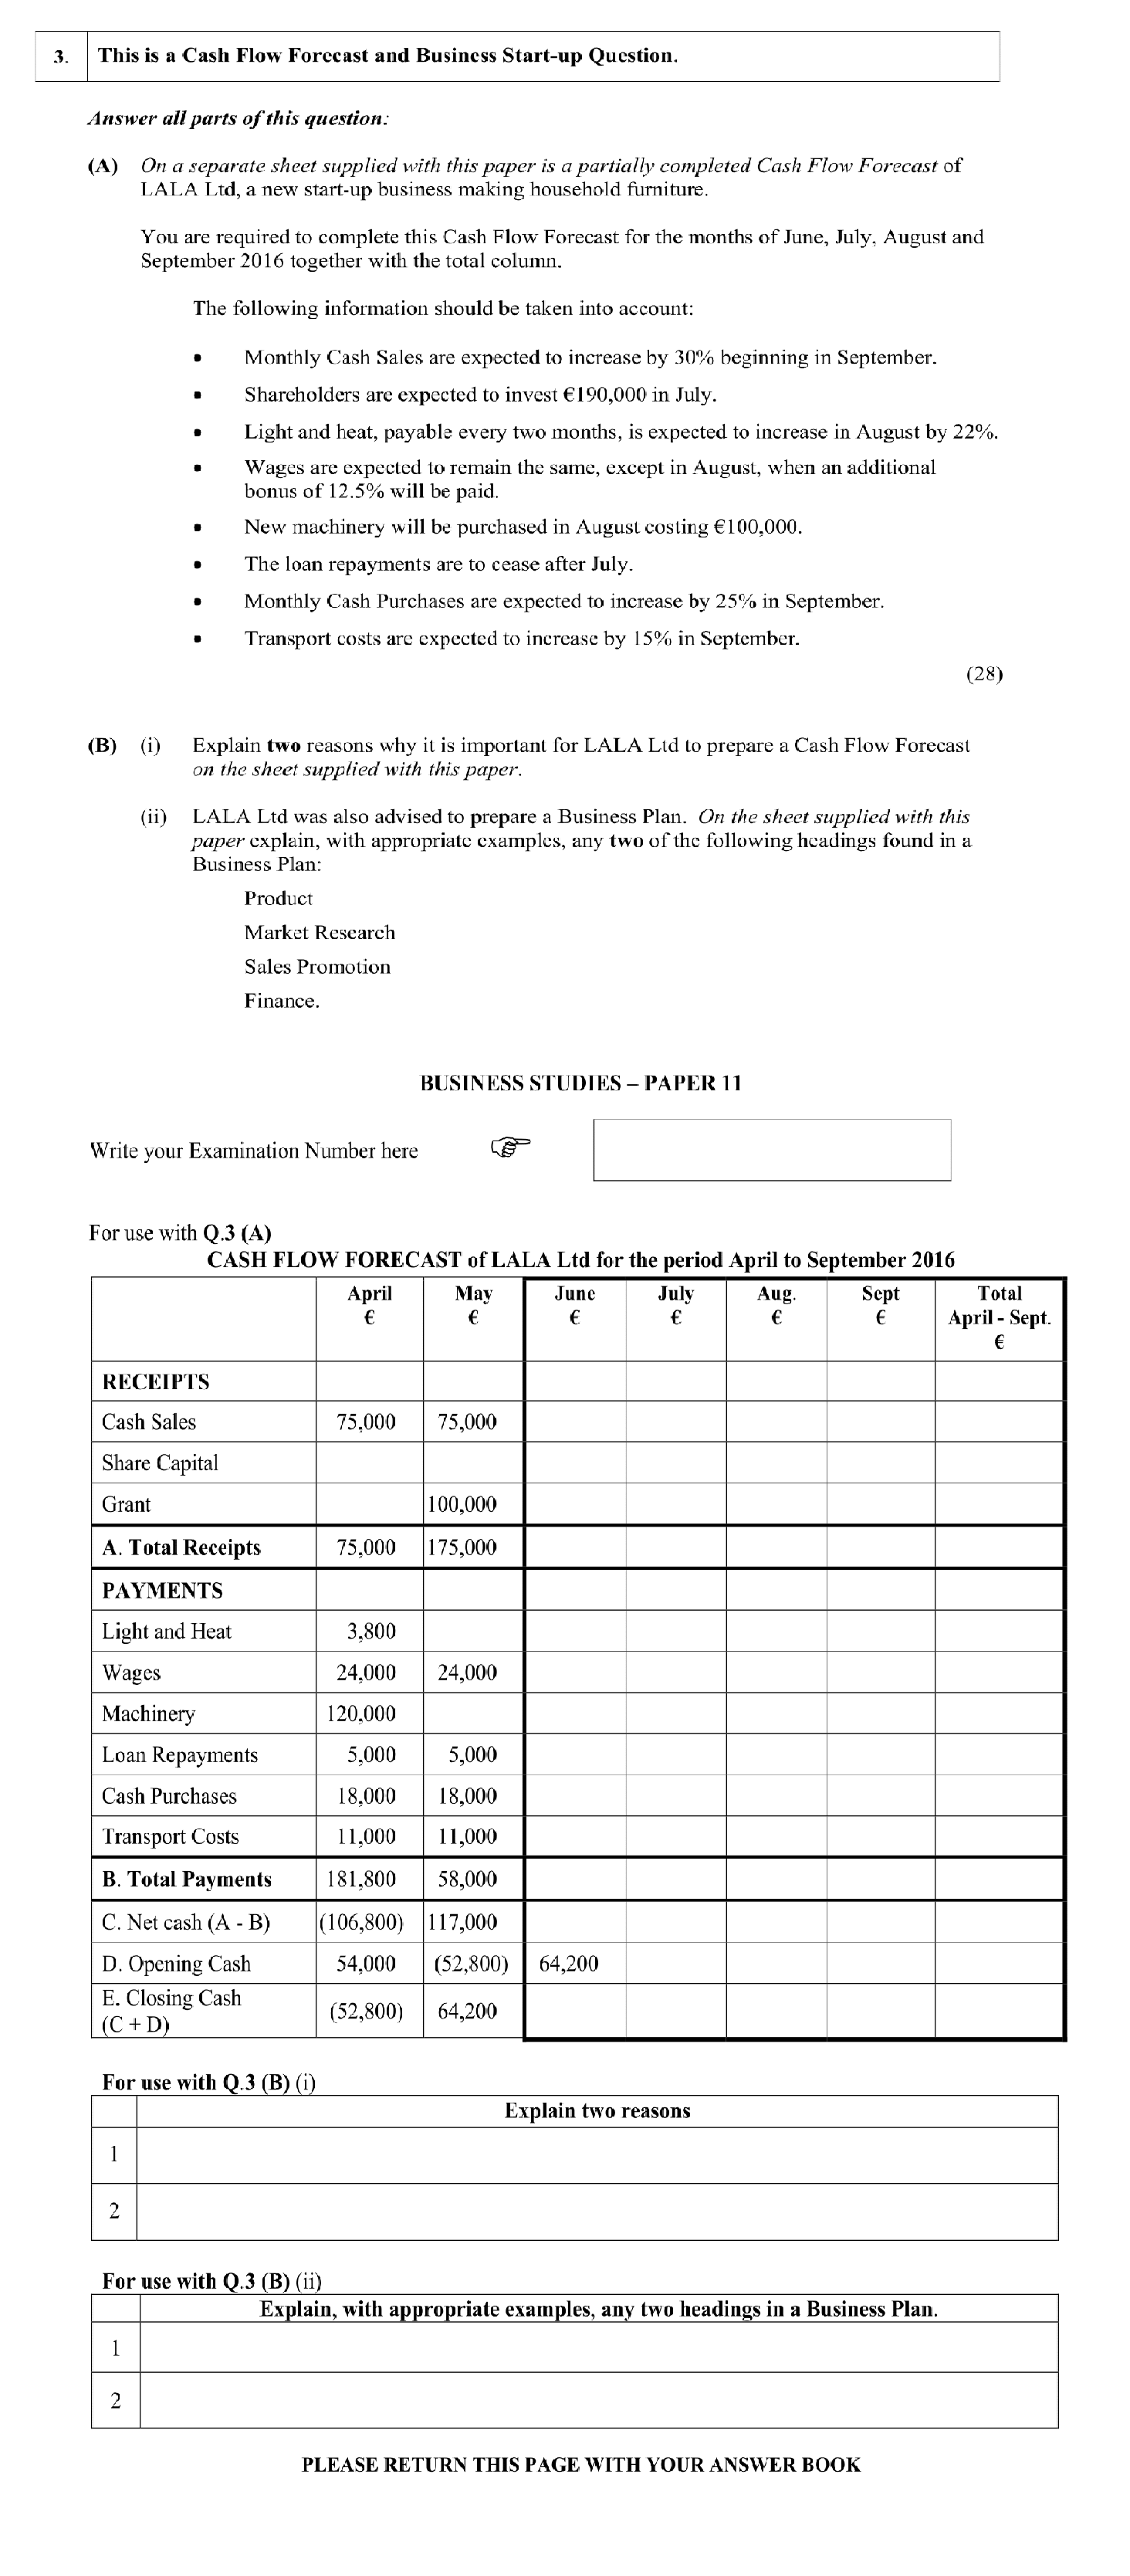 3. This is a Cash Flow Forecast and Business Start-up Question.
Answer all parts of this question:
(A) On a separate sheet supplied with this paper is a partially completed Cash Flow Forecast of
LALA Ltd, a new start-up business making household furniture.
You are required to complete this Cash Flow Forecast for the months of June, July, August and
September 2016 together with the total column.
The following information should be taken into account:
• Monthly Cash Sales are expected to increase by 30% beginning in September.
• Shareholders are expected to invest €190,000 in July.
• Light and heat, payable every two months, is expected to increase in August by 22%.
• Wages are expected to remain the same, except in August, when an additional
bonus of 12.5% will be paid.
• New machinery will be purchased in August costing €100,000.
• The loan repayments are to cease after July.
• Monthly Cash Purchases are expected to increase by 25% in September.
• Transport costs are expected to increase by 15% in September.
(28)
(B) (i) Explain two reasons why it is important for LALA Ltd to prepare a Cash Flow Forecast
on the sheet supplied with this paper.
(ii) LALA Ltd was also advised to prepare a Business Plan. On the sheet supplied with this
paper explain, with appropriate examples, any two of the following headings found in a
Business Plan:
Product
Market Research
Sales Promotion
Finance.
BUSINESS STUDIES – PAPER 11
Write your Examination Number here
For use with Q.3 (A)
CASH FLOW FORECAST of LALA Ltd for the period April to September 2016
April May June July Aug. Sept Total
€ € € € € € April - Sept.
€
RECEIPTS
Cash Sales 75,000 75,000
Share Capital
Grant 100,000
A. Total Receipts 75,000 175,000
PAYMENTS
Light and Heat 3,800
Wages 24,000 24,000
Machinery 120,000
Loan Repayments 5,000 5,000
Cash Purchases 18,000 18,000
Transport Costs 11,000 11,000
B. Total Payments 181,800 58,000
C. Net cash (A - B) (106,800) 117,000
D. Opening Cash 54,000 (52,800) 64,200
E. Closing Cash
(C + D) (52,800) 64,200
For use with Q.3 (B) (i)
Explain two reasons
1
2
For use with Q.3 (B) (ii)
Explain, with appropriate examples, any two headings in a Business Plan.
1
2
PLEASE RETURN THIS PAGE WITH YOUR ANSWER BOOK